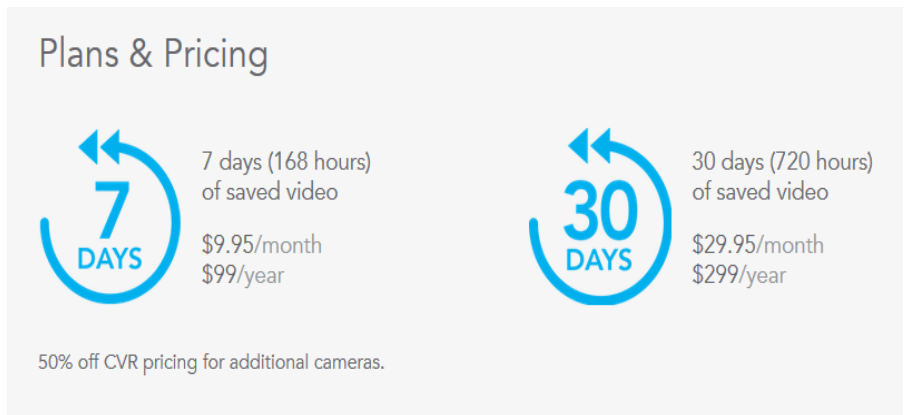 Plans & Pricing
7
DAYS
7 days (168 hours)
of saved video
$9.95/month
$99/year
30
DAYS
30 days (720 hours)
of saved video
$29.95/month
$299/year
50% off CVR pricing for additional cameras.